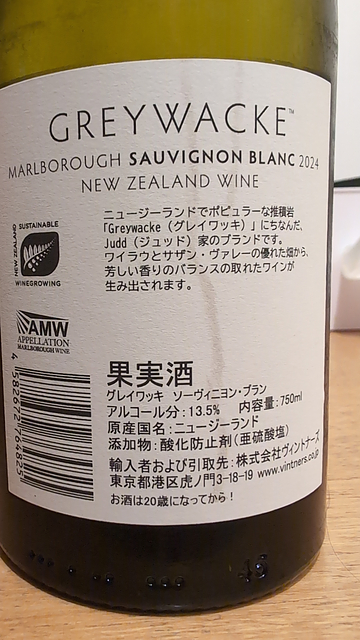 GREYWACKE™
MARLBOROUGH SAUVIGNON BLANC 2024
NEW ZEALAND WINE
ニュージーランドでポピュラーな堆積岩
「Greywacke（グレイワッキ）」にちなんだ、
Judd（ジュッド）家のブランドです。
ワイラウとサザン・ヴァレーの優れた畑から、
芳しい香りのバランスの取れたワインが
生み出されます。
NEW ZEALAND
SUSTAINABLE
WINEGROWING
AMW
APPELLATION
MARLBOROUGH WINE
果実酒
グレイワッキ ソーヴィニヨン・ブラン
アルコール分：13.5% 内容量：750ml
原産国名：ニュージーランド
添加物：酸化防止剤（亜硫酸塩）
輸入者および引取先：株式会社ヴィントナーズ
東京都港区虎ノ門3-18-19 www.vintners.co.jp
お酒は20歳になってから！
4 582672 764825